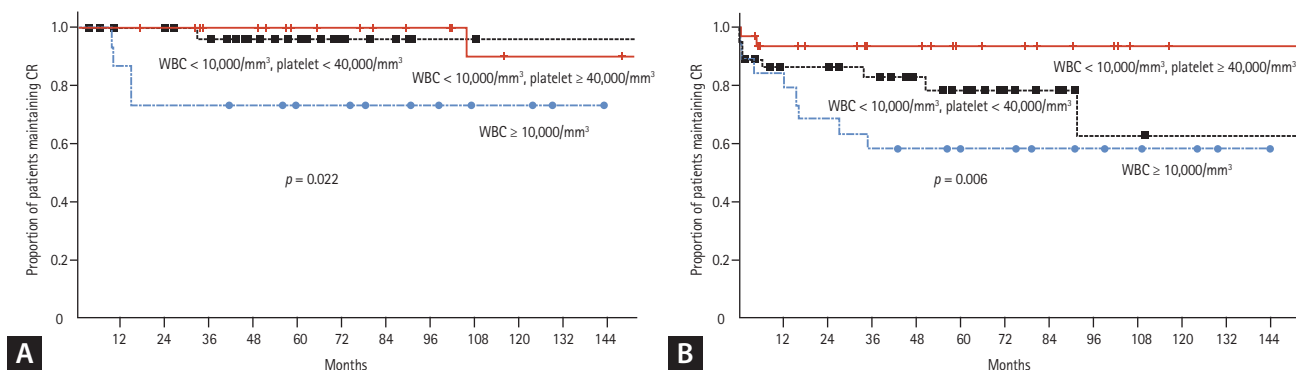 Proportion of patients maintaining CR
1.0
0.8
0.6
0.4
0.2
0
WBC < 10,000/mm³, platelet < 40,000/mm³
WBC < 10,000/mm³, platelet ≥ 40,000/mm³
WBC ≥ 10,000/mm³
p = 0.022
12 24 36 48 60 72 84 96 108 120 132 144
Months
A
Proportion of patients maintaining CR
1.0
0.8
0.6
0.4
0.2
0
WBC < 10,000/mm³, platelet ≥ 40,000/mm³
WBC < 10,000/mm³, platelet < 40,000/mm³
WBC ≥ 10,000/mm³
p = 0.006
12 24 36 48 60 72 84 96 108 120 132 144
Months
B